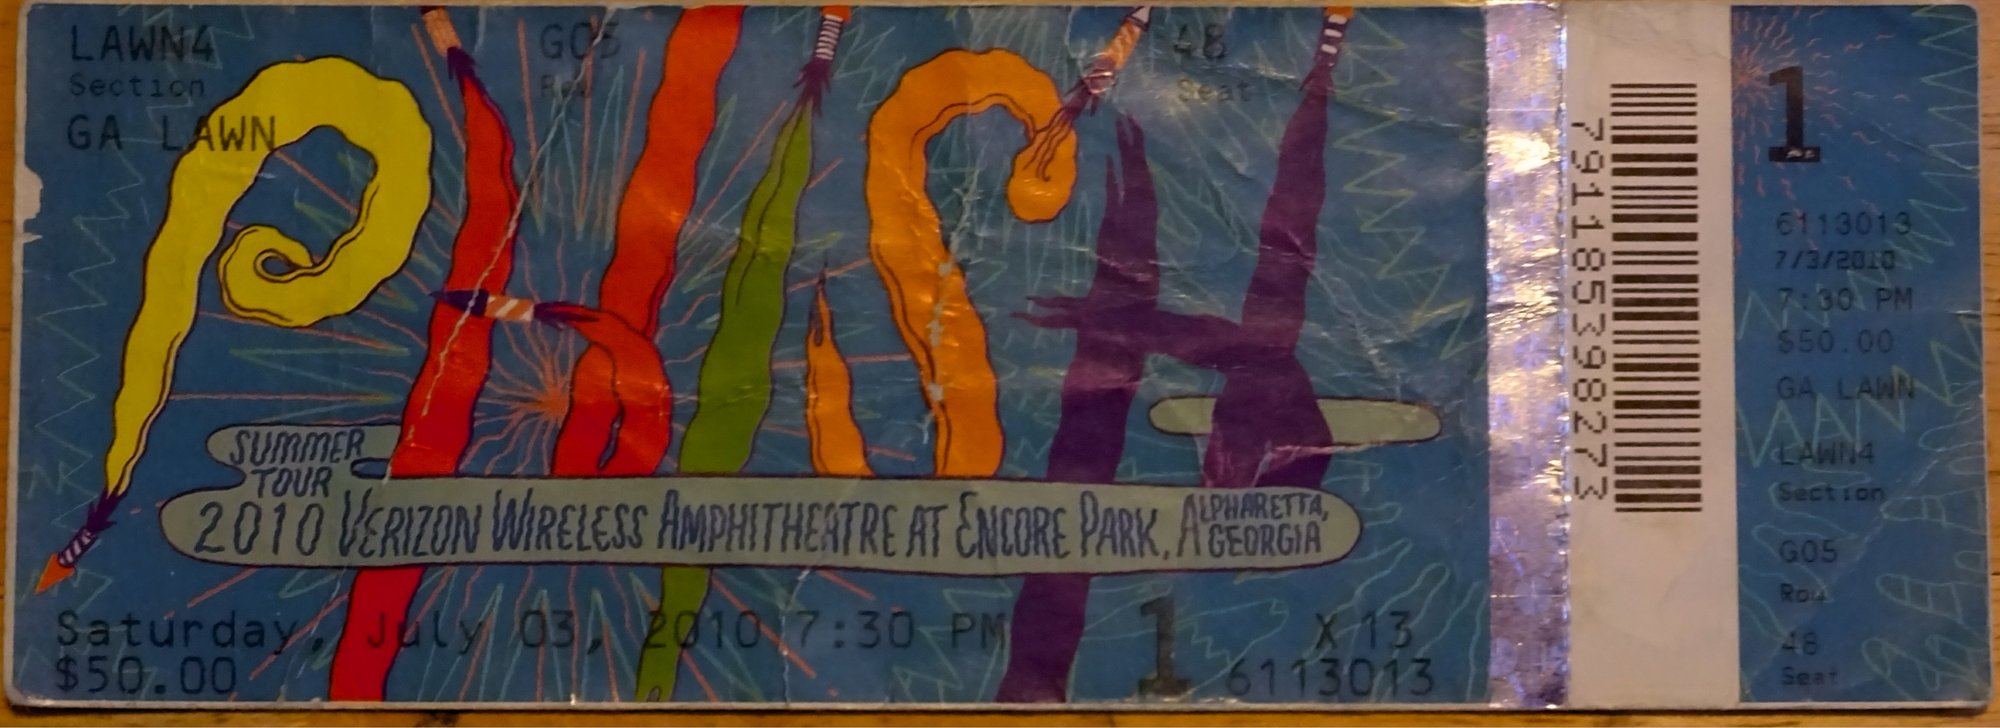 LAWN4 GO5 48
Section Row Seat
GA LAWN
PHISH
SUMMER
TOUR
2010 VERIZON WIRELESS AMPHITHEATRE AT ENCORE PARK, ALPHARETTA, GEORGIA
Saturday, July 03, 2010 7:30 PM 1 X 13
$50.00 6113013
791185398273
1
6113013
7/3/2010
7:30 PM
$50.00
GA LAWN
LAWN4
Section
GO5
Row
48
Seat